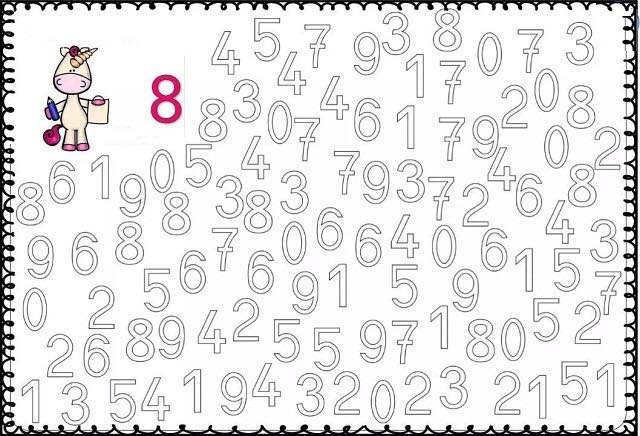 8
4 5 7 9 3 8 0 7 3
4 4 1 7 2 0 8
8 3 0 7 6 1 7 9 0 2
6 1 9 0 5 4 7 9 3 7 4 6 8
8 8 3 8 3 2 4
9 6 8 7 0 6 6 4 0 6 1 5 3
0 2 5 6 6 9 1 5 9 7
2 6 8 9 4 2 5 5 9 7 1 8 0 5 2
1 3 5 4 1 9 4 3 2 0 2 3 2 1 5 1